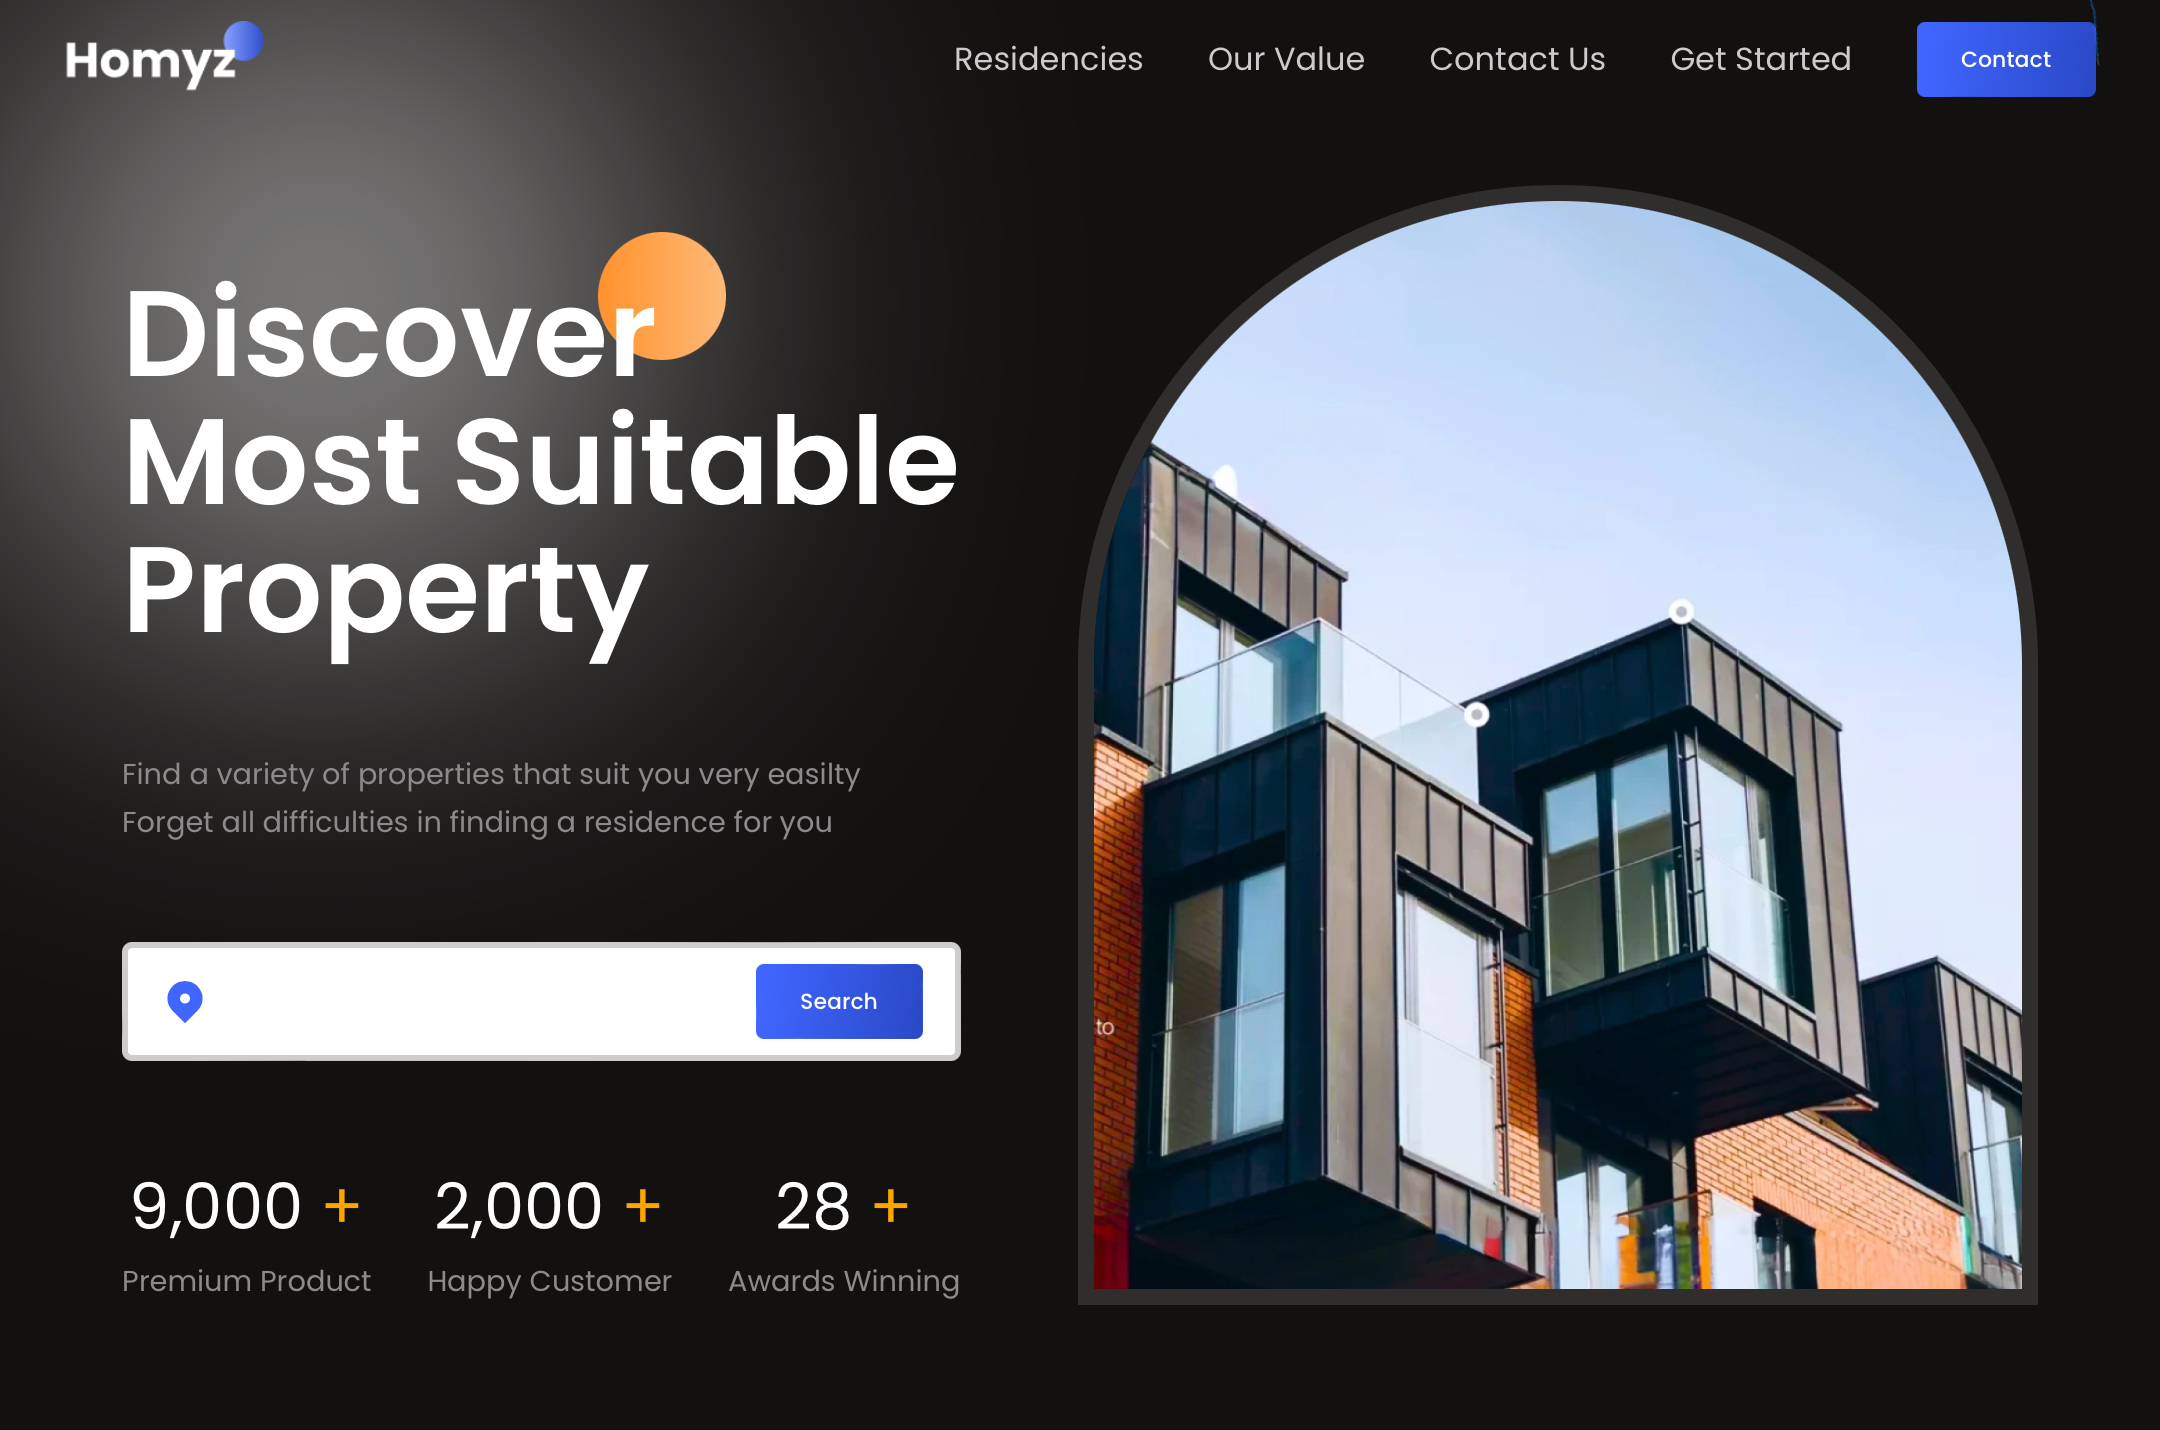 Homyz
Residencies
Our Value
Contact Us
Get Started
Contact
Discover
Most Suitable
Property
Find a variety of properties that suit you very easilty
Forget all difficulties in finding a residence for you
Search
9,000 +
Premium Product
2,000 +
Happy Customer
28 +
Awards Winning
to